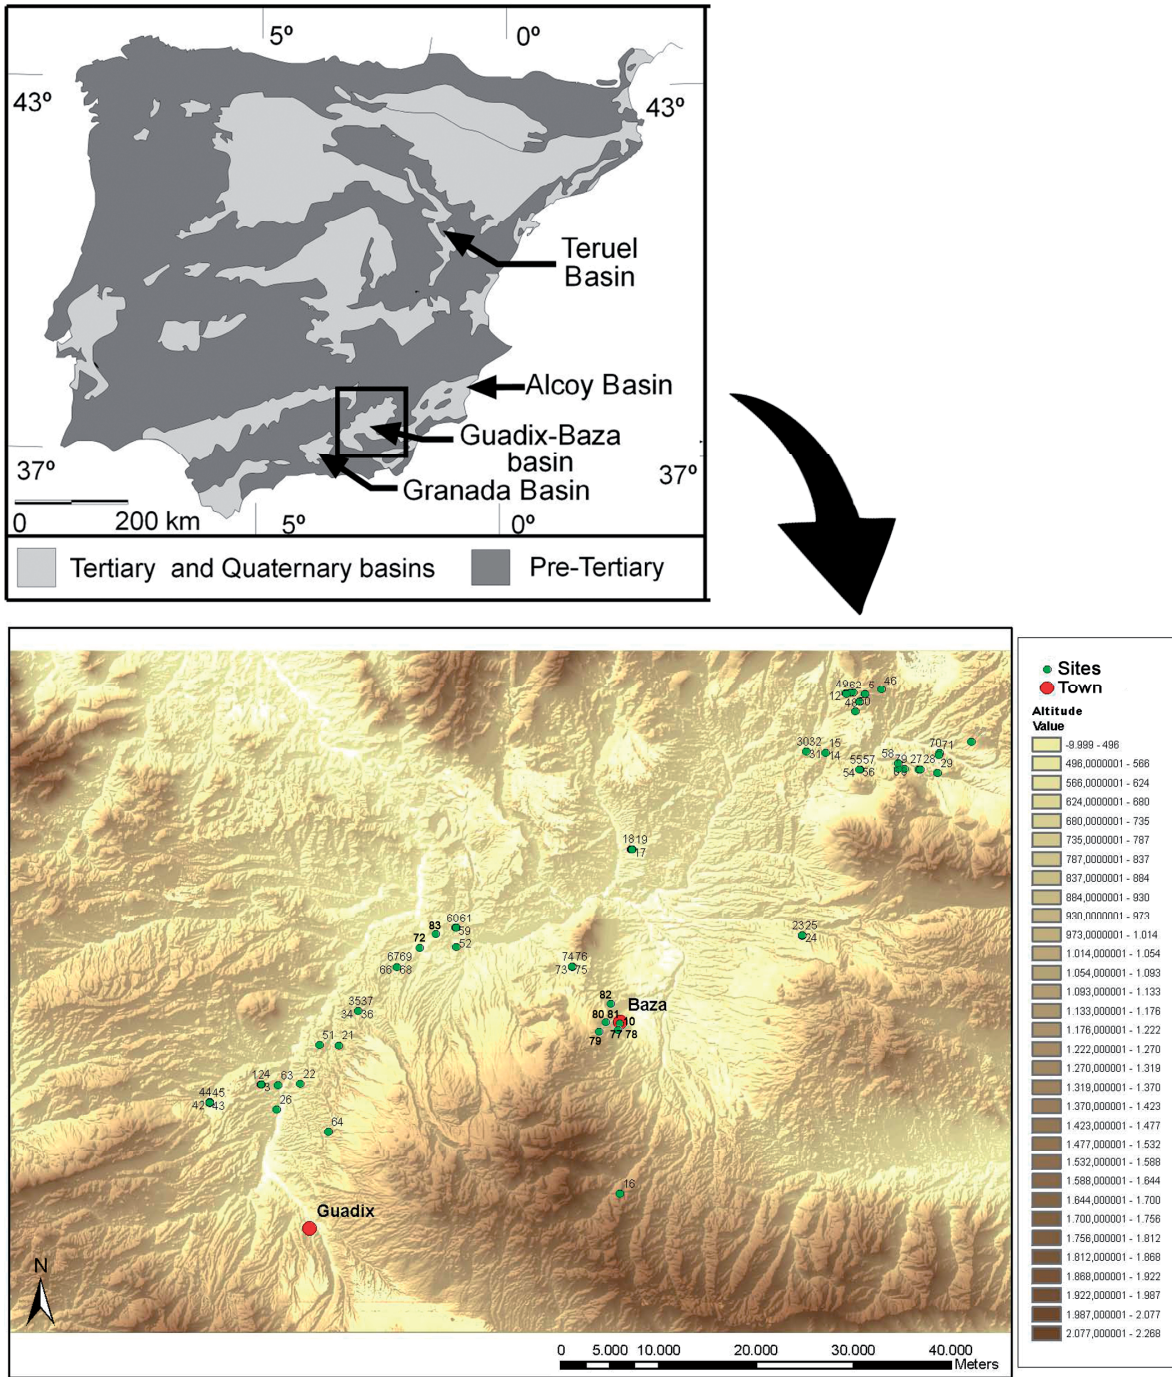 5º 0º
43º 43º
Teruel
Basin
Alcoy Basin
Guadix-Baza
basin
Granada Basin
37º 37º
0 200 km
5º 0º
Tertiary and Quaternary basins Pre-Tertiary
Sites
Town
Altitude
Value
-9.999 - 496
496,0000001 - 566
566,0000001 - 624
624,0000001 - 680
680,0000001 - 735
735,0000001 - 787
787,0000001 - 837
837,0000001 - 884
884,0000001 - 930
930,0000001 - 973
973,0000001 - 1.014
1.014,000001 - 1.054
1.054,000001 - 1.093
1.093,000001 - 1.133
1.133,000001 - 1.176
1.176,000001 - 1.222
1.222,000001 - 1.270
1.270,000001 - 1.319
1.319,000001 - 1.370
1.370,000001 - 1.423
1.423,000001 - 1.477
1.477,000001 - 1.532
1.532,000001 - 1.588
1.588,000001 - 1.644
1.644,000001 - 1.700
1.700,000001 - 1.756
1.756,000001 - 1.812
1.812,000001 - 1.868
1.868,000001 - 1.922
1.922,000001 - 1.987
1.987,000001 - 2.077
2.077,000001 - 2.268
46
48
3032 15
31 14
5557 58 27 28 7071
54 56 29
1819
17
6061
83 59
72 52
2325
24
6769 7476
66 68 73 75
82 Baza
3537
34 36
80 81 10
79 77 78
51 21
124 63 22
3
4445
42 43
26
64
16
Guadix
N
0 5.000 10.000 20.000 30.000 40.000
Meters